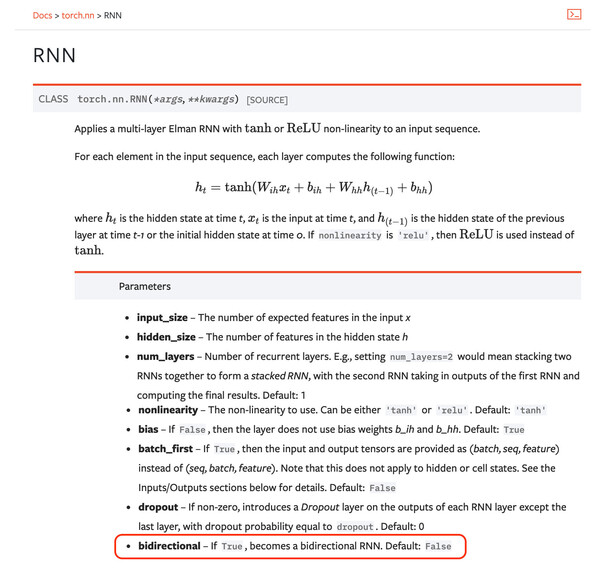 Docs > torch.nn > RNN
RNN
CLASS torch.nn.RNN(*args, **kwargs) [SOURCE]
Applies a multi-layer Elman RNN with tanh or ReLU non-linearity to an input sequence.
For each element in the input sequence, each layer computes the following function:
h_t = tanh(W_{ih}x_t + b_{ih} + W_{hh}h_{(t−1)} + b_{hh})
where h_t is the hidden state at time t, x_t is the input at time t, and h_{(t−1)} is the hidden state of the previous
layer at time t-1 or the initial hidden state at time 0. If nonlinearity is 'relu', then ReLU is used instead of
tanh.
Parameters
• input_size – The number of expected features in the input x
• hidden_size – The number of features in the hidden state h
• num_layers – Number of recurrent layers. E.g., setting num_layers=2 would mean stacking two
RNNs together to form a stacked RNN, with the second RNN taking in outputs of the first RNN and
computing the final results. Default: 1
• nonlinearity – The non-linearity to use. Can be either 'tanh' or 'relu'. Default: 'tanh'
• bias – If False, then the layer does not use bias weights b_ih and b_hh. Default: True
• batch_first – If True, then the input and output tensors are provided as (batch, seq, feature)
instead of (seq, batch, feature). Note that this does not apply to hidden or cell states. See the
Inputs/Outputs sections below for details. Default: False
• dropout – If non-zero, introduces a Dropout layer on the outputs of each RNN layer except the
last layer, with dropout probability equal to dropout. Default: 0
• bidirectional – If True, becomes a bidirectional RNN. Default: False